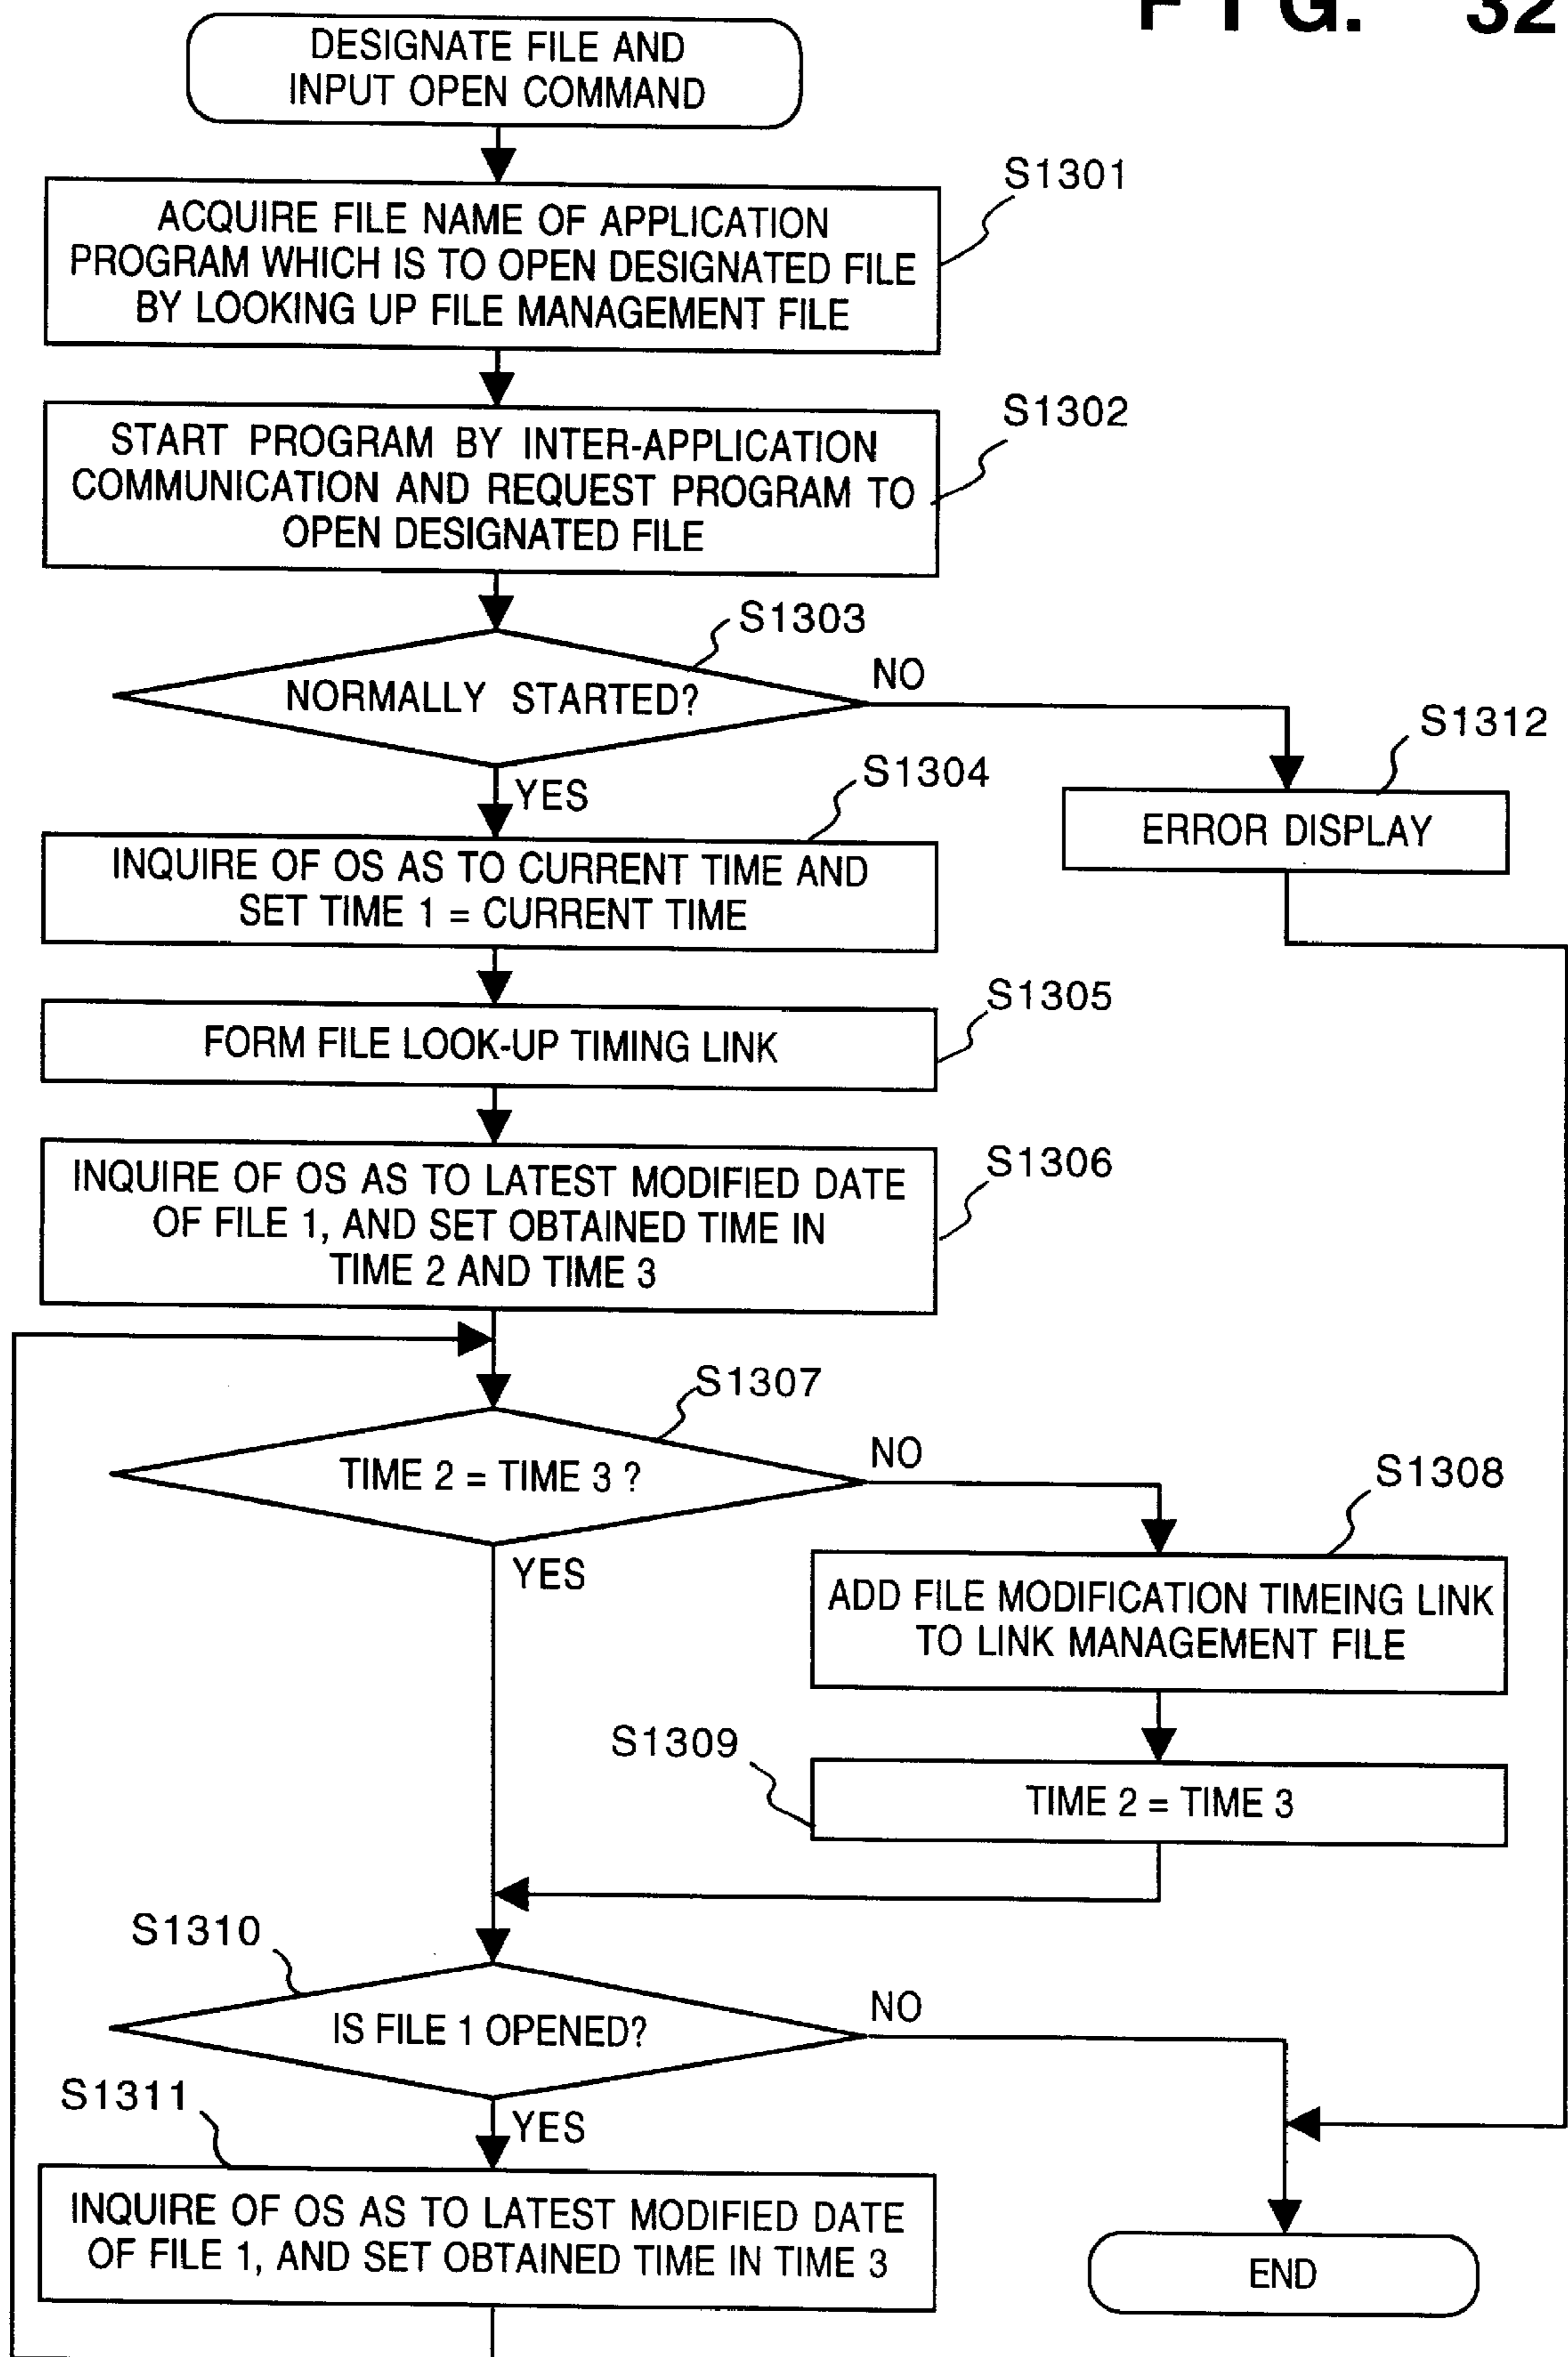 FIG. 32
DESIGNATE FILE AND
INPUT OPEN COMMAND
S1301
ACQUIRE FILE NAME OF APPLICATION
PROGRAM WHICH IS TO OPEN DESIGNATED FILE
BY LOOKING UP FILE MANAGEMENT FILE
S1302
START PROGRAM BY INTER-APPLICATION
COMMUNICATION AND REQUEST PROGRAM TO
OPEN DESIGNATED FILE
S1303
NORMALLY STARTED?
NO
YES
S1312
ERROR DISPLAY
S1304
INQUIRE OF OS AS TO CURRENT TIME AND
SET TIME 1 = CURRENT TIME
S1305
FORM FILE LOOK-UP TIMING LINK
S1306
INQUIRE OF OS AS TO LATEST MODIFIED DATE
OF FILE 1, AND SET OBTAINED TIME IN
TIME 2 AND TIME 3
S1307
TIME 2 = TIME 3 ?
NO
YES
S1308
ADD FILE MODIFICATION TIMEING LINK
TO LINK MANAGEMENT FILE
S1309
TIME 2 = TIME 3
S1310
IS FILE 1 OPENED?
NO
YES
S1311
INQUIRE OF OS AS TO LATEST MODIFIED DATE
OF FILE 1, AND SET OBTAINED TIME IN TIME 3
END